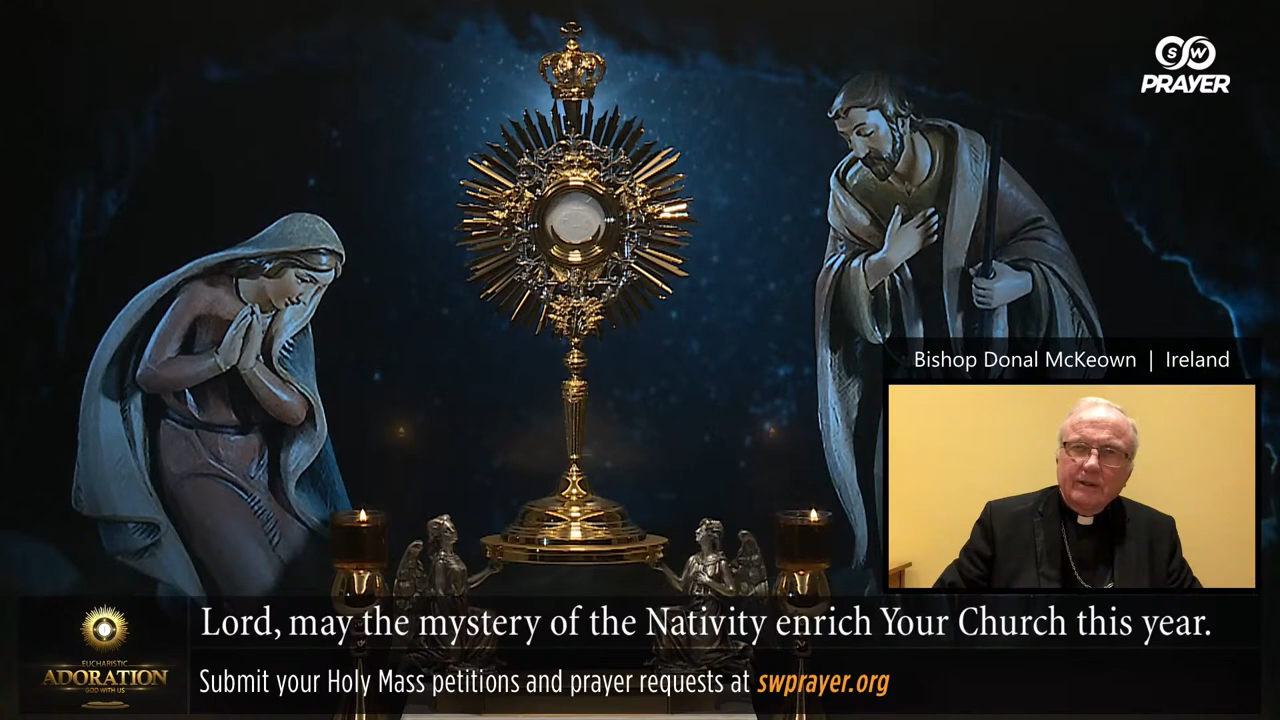 SW
PRAYER
Bishop Donal McKeown | Ireland
Lord, may the mystery of the Nativity enrich Your Church this year.
EUCHARISTIC
ADORATION
GOD WITH US
Submit your Holy Mass petitions and prayer requests at swprayer.org